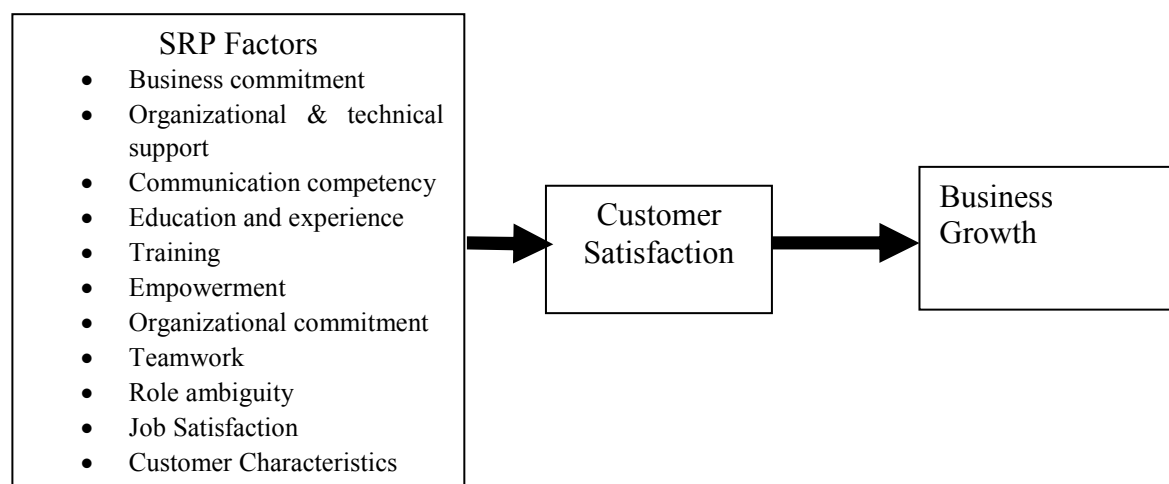 SRP Factors
• Business commitment
• Organizational & technical
support
• Communication competency
• Education and experience
• Training
• Empowerment
• Organizational commitment
• Teamwork
• Role ambiguity
• Job Satisfaction
• Customer Characteristics
Customer
Satisfaction
Business
Growth